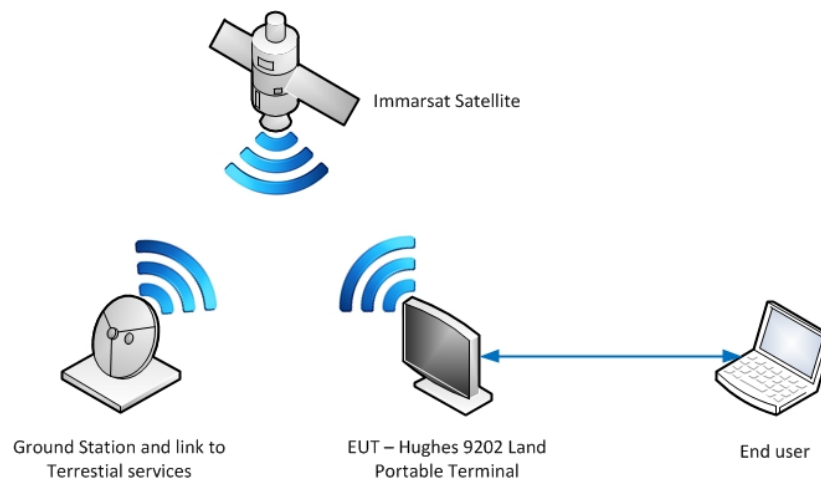 Immarsat Satellite
Ground Station and link to
Terrestial services
EUT – Hughes 9202 Land
Portable Terminal
End user